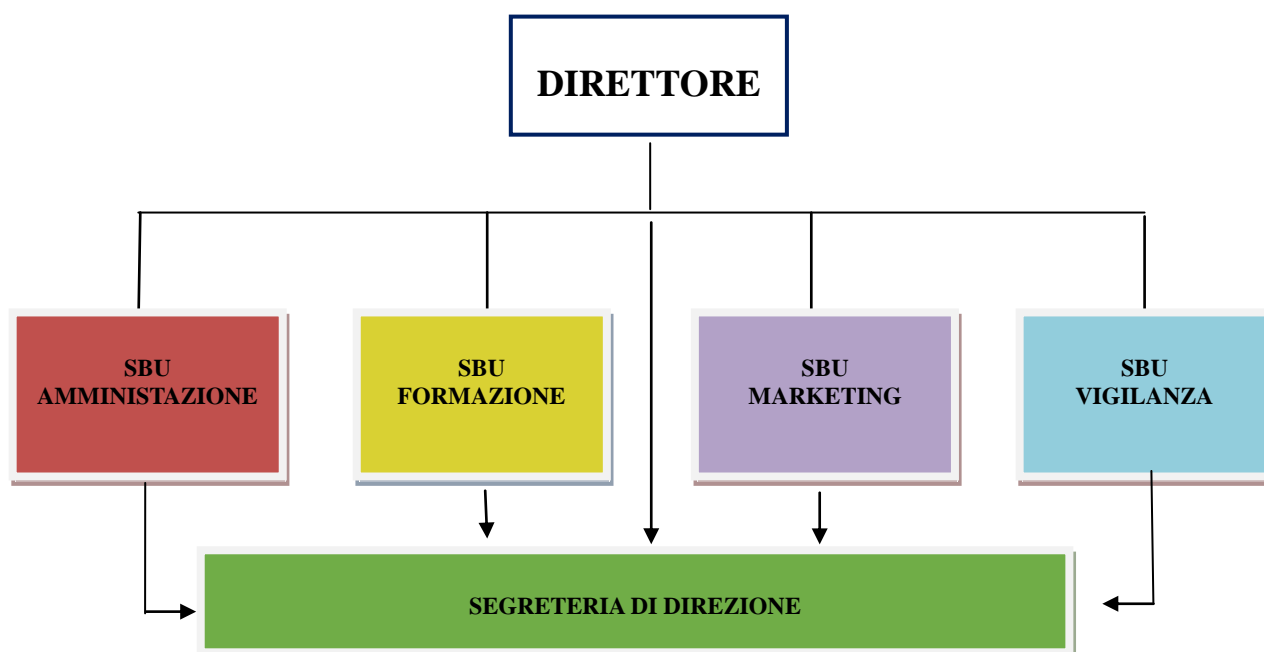 DIRETTORE
SBU
AMMINISTAZIONE
SBU
FORMAZIONE
SBU
MARKETING
SBU
VIGILANZA
SEGRETERIA DI DIREZIONE